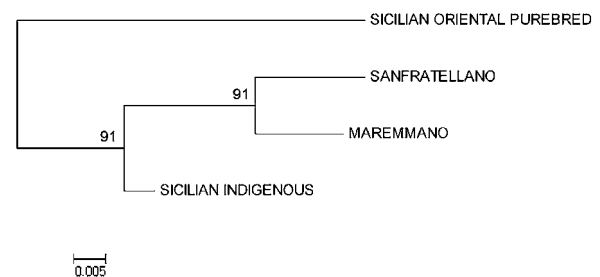 SICILIAN ORIENTAL PUREBRED
SANFRATELLANO
91
MAREMMANO
91
SICILIAN INDIGENOUS
0.005